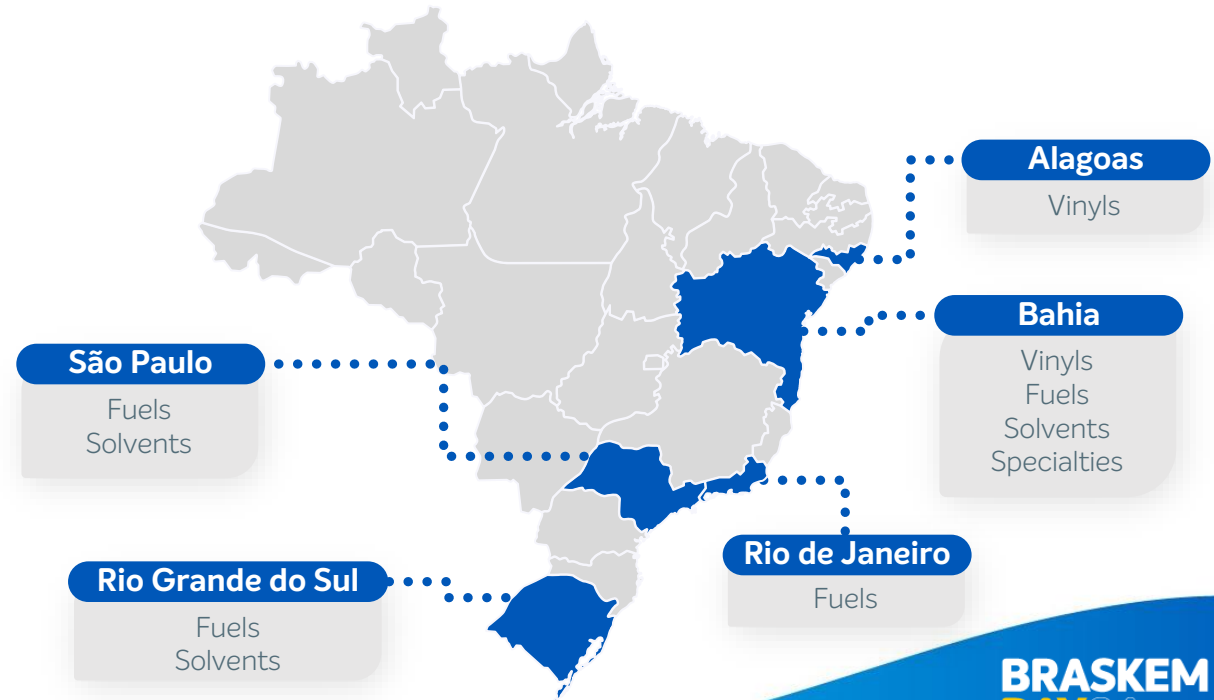 Alagoas
Vinyls
Bahia
Vinyls
Fuels
Solvents
Specialties
São Paulo
Fuels
Solvents
Rio de Janeiro
Fuels
Rio Grande do Sul
Fuels
Solvents
BRASKEM